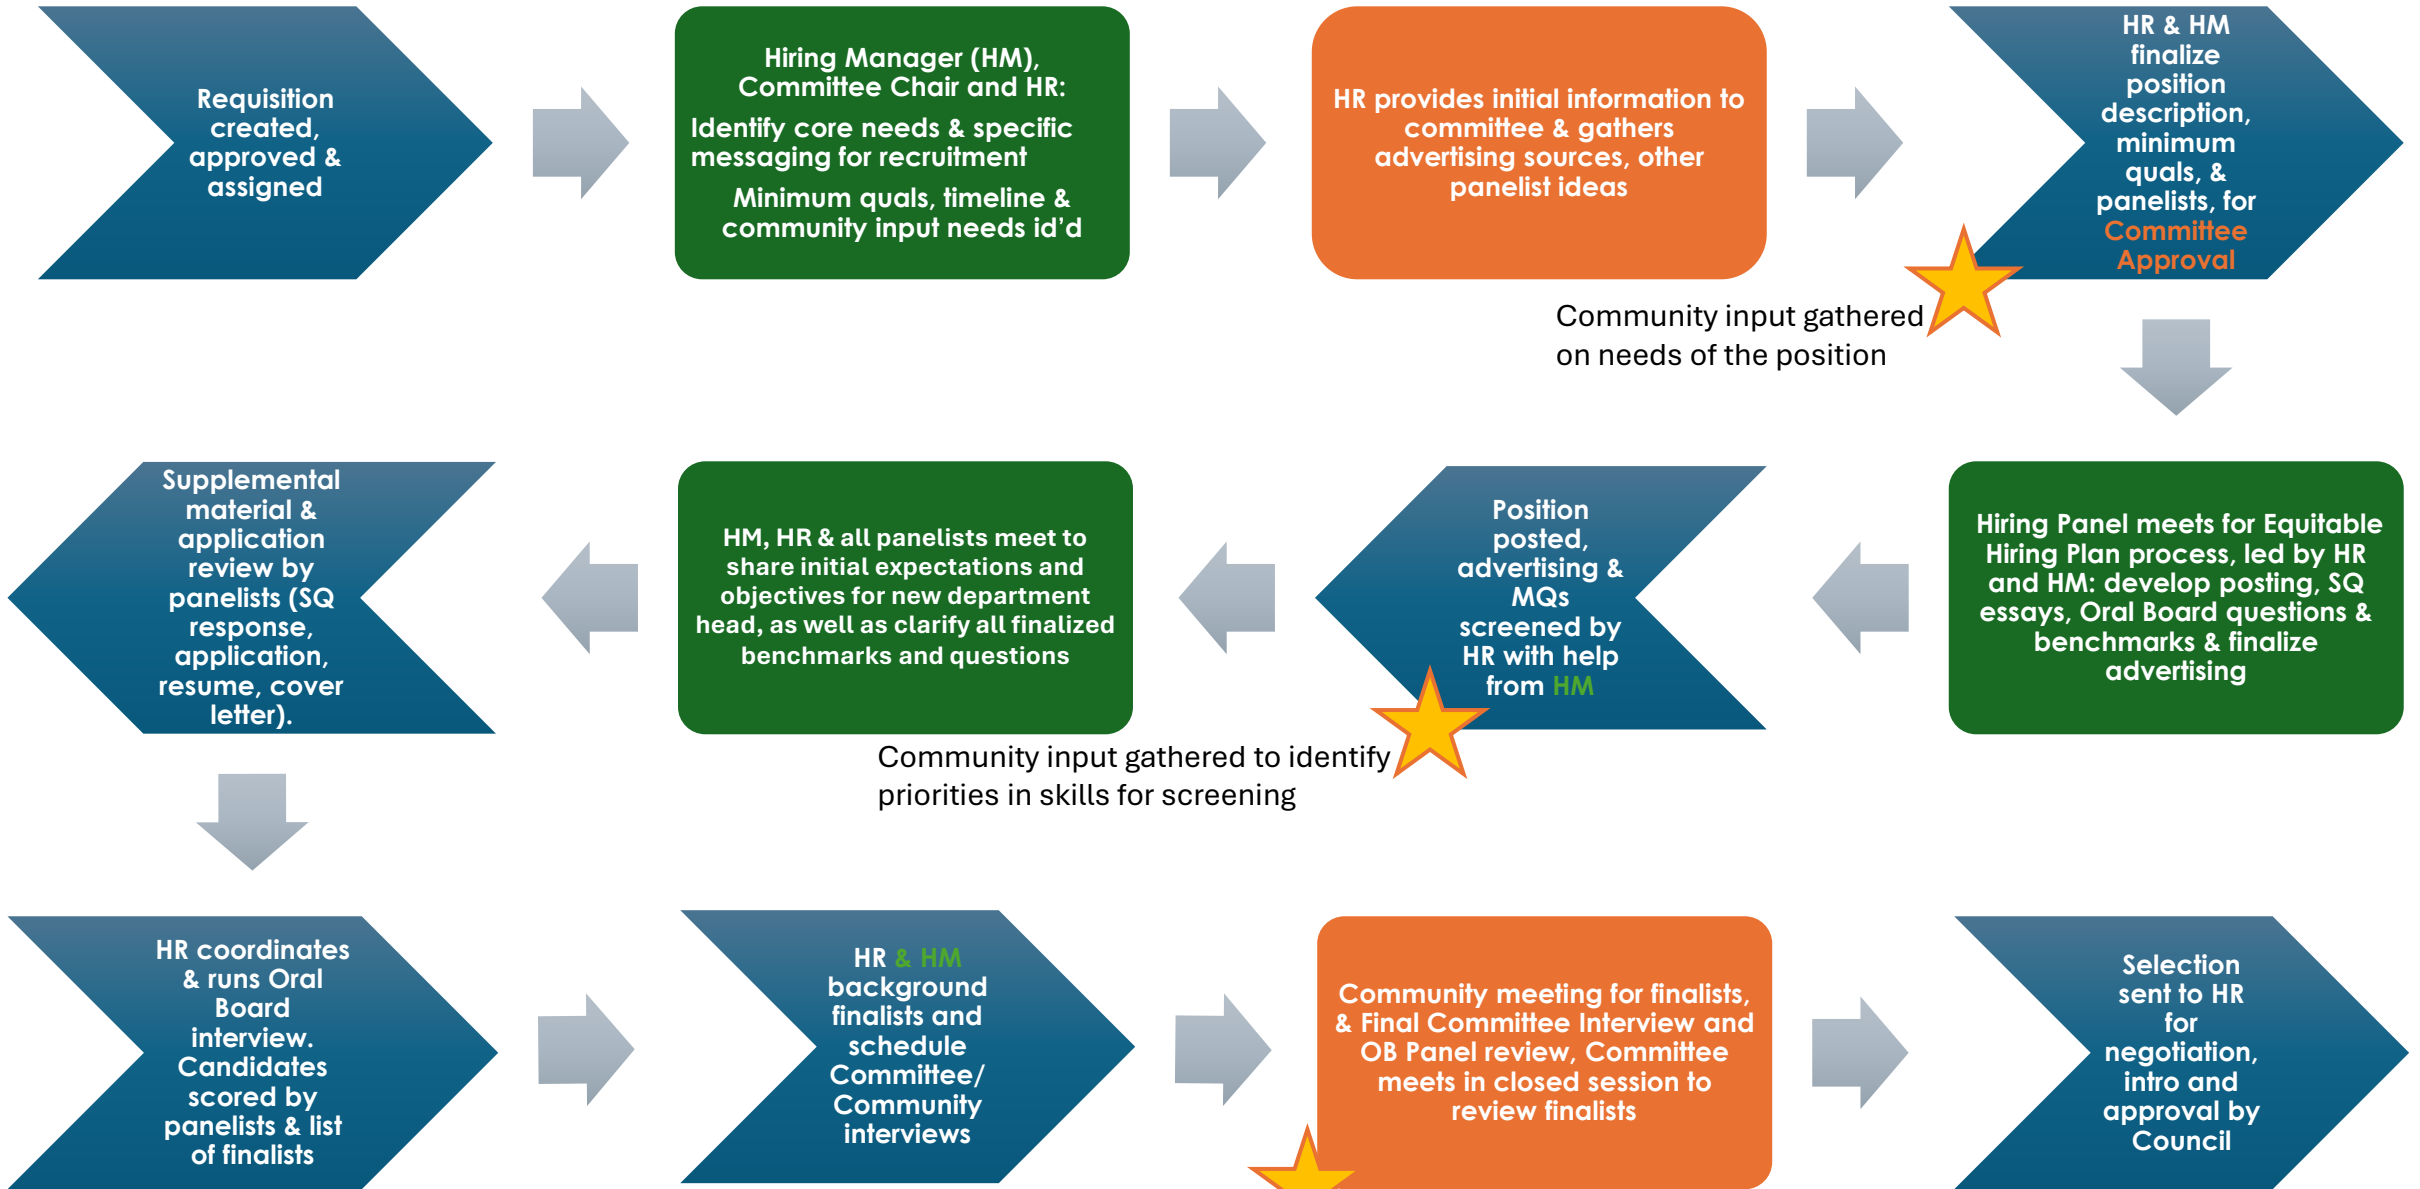 Requisition
created,
approved &
assigned
Hiring Manager (HM),
Committee Chair and HR:
Identify core needs & specific
messaging for recruitment
Minimum quals, timeline &
community input needs id’d
HR provides initial information to
committee & gathers
advertising sources, other
panelist ideas
HR & HM
finalize
position
description,
minimum
quals, &
panelists, for
Committee
Approval
Community input gathered
on needs of the position
Hiring Panel meets for Equitable
Hiring Plan process, led by HR
and HM: develop posting, SQ
essays, Oral Board questions &
benchmarks & finalize
advertising
Position
posted,
advertising &
MQs
screened by
HR with help
from HM
Community input gathered to identify
priorities in skills for screening
HM, HR & all panelists meet to
share initial expectations and
objectives for new department
head, as well as clarify all finalized
benchmarks and questions
Supplemental
material &
application
review by
panelists (SQ
response,
application,
resume, cover
letter).
HR coordinates
& runs Oral
Board
interview.
Candidates
scored by
panelists & list
of finalists
HR & HM
background
finalists and
schedule
Committee/
Community
interviews
Community meeting for finalists,
& Final Committee Interview and
OB Panel review, Committee
meets in closed session to
review finalists
Selection
sent to HR
for
negotiation,
intro and
approval by
Council